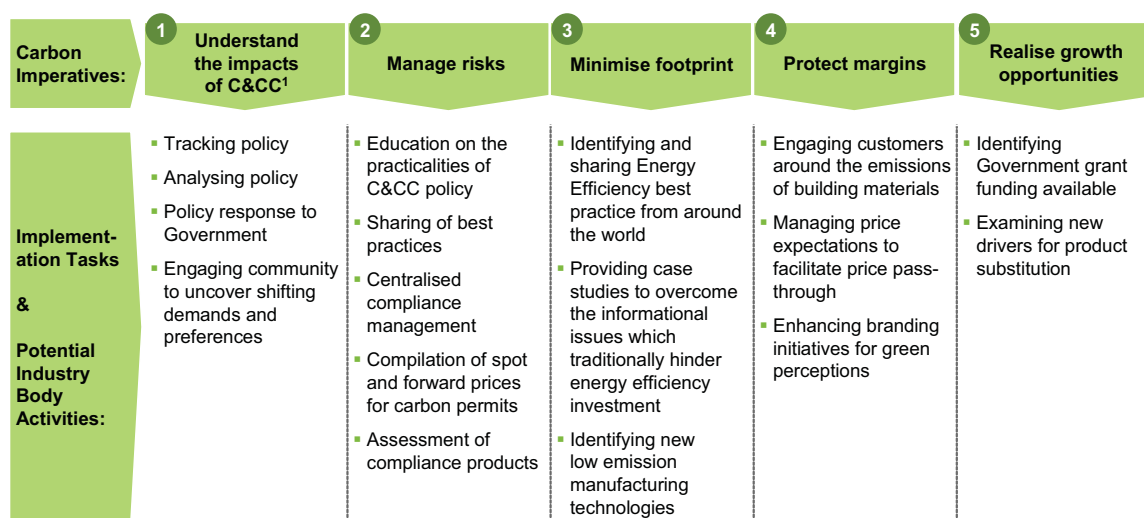 Carbon
Imperatives:
1
Understand
the impacts
of C&CC¹
2
Manage risks
3
Minimise footprint
4
Protect margins
5
Realise growth
opportunities
Implement-
ation Tasks
&
Potential
Industry
Body
Activities:
▪ Tracking policy
▪ Analysing policy
▪ Policy response to
Government
▪ Engaging community
to uncover shifting
demands and
preferences
▪ Education on the
practicalities of
C&CC policy
▪ Sharing of best
practices
▪ Centralised
compliance
management
▪ Compilation of spot
and forward prices
for carbon permits
▪ Assessment of
compliance products
▪ Identifying and
sharing Energy
Efficiency best
practice from around
the world
▪ Providing case
studies to overcome
the informational
issues which
traditionally hinder
energy efficiency
investment
▪ Identifying new
low emission
manufacturing
technologies
▪ Engaging customers
around the emissions
of building materials
▪ Managing price
expectations to
facilitate price pass-
through
▪ Enhancing branding
initiatives for green
perceptions
▪ Identifying
Government grant
funding available
▪ Examining new
drivers for product
substitution